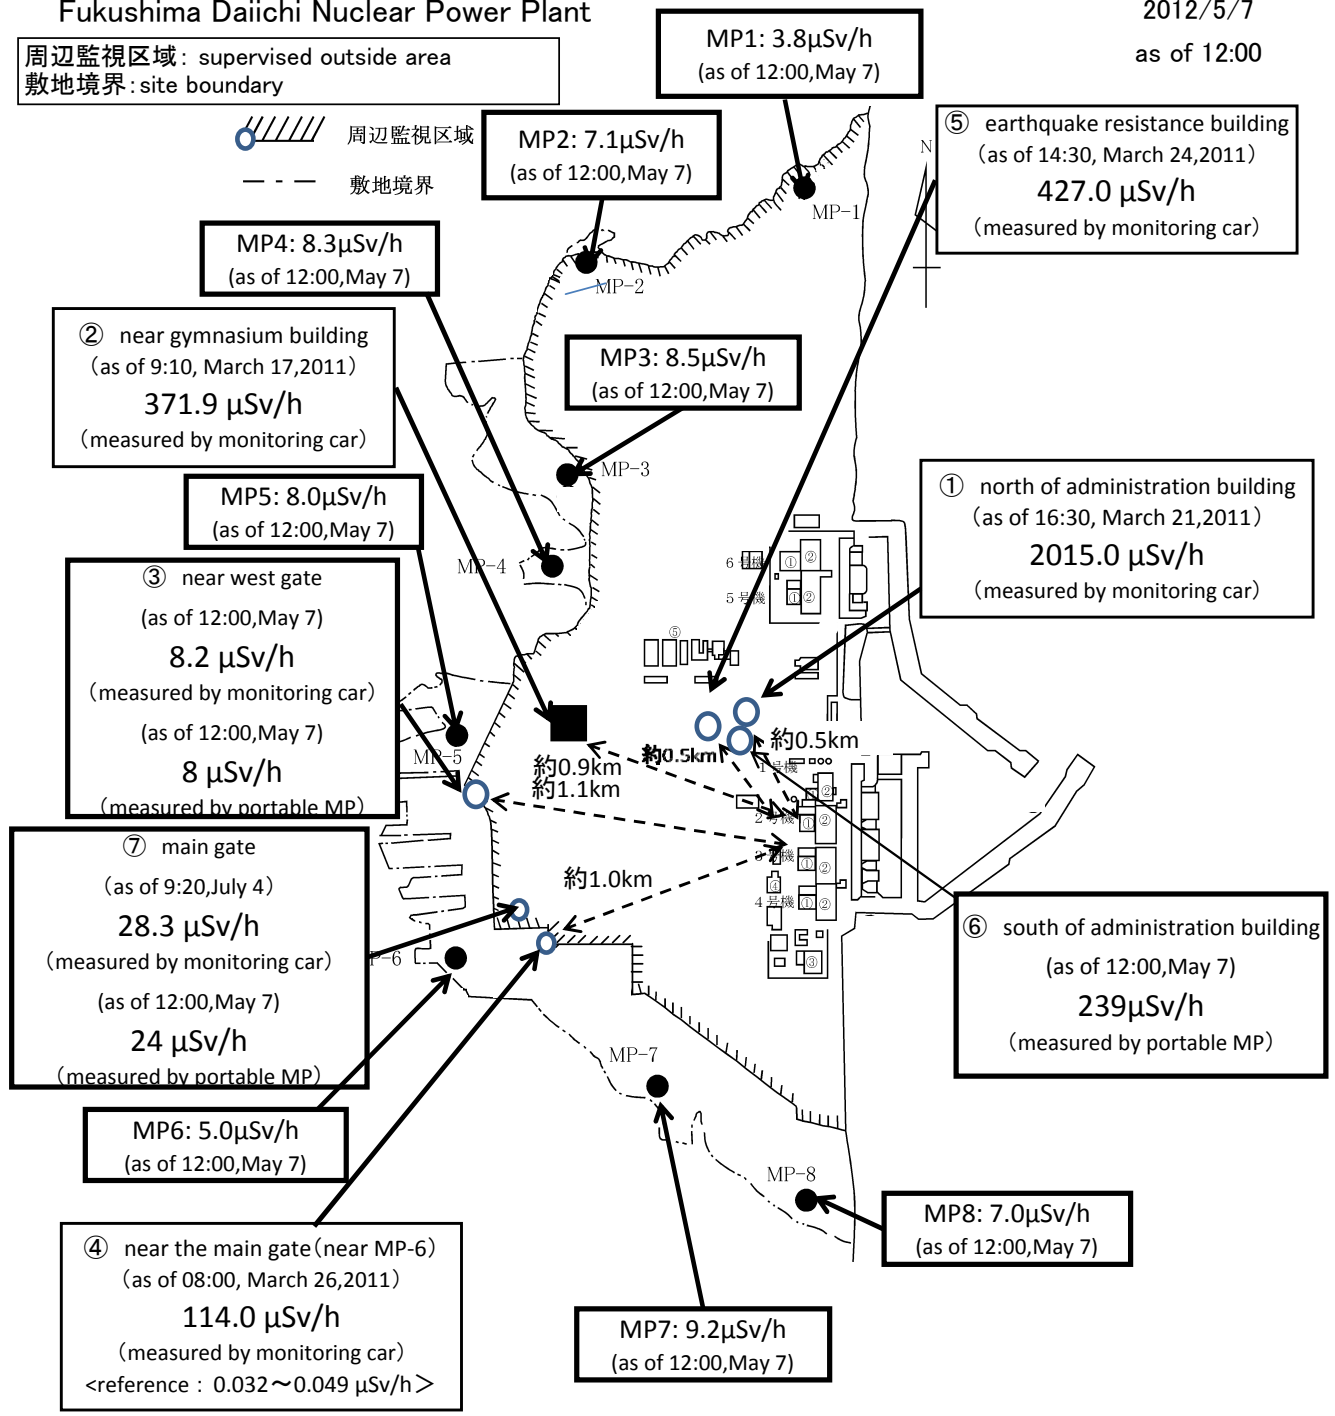 Fukushima Daiichi Nuclear Power Plant
2012/5/7
as of 12:00
周辺監視区域: supervised outside area
敷地境界:site boundary
周辺監視区域
敷地境界
MP1: 3.8μSv/h
(as of 12:00,May 7)
MP2: 7.1μSv/h
(as of 12:00,May 7)
⑤ earthquake resistance building
(as of 14:30, March 24,2011)
427.0 μSv/h
(measured by monitoring car)
N
MP-1
MP4: 8.3μSv/h
(as of 12:00,May 7)
MP-2
② near gymnasium building
(as of 9:10, March 17,2011)
371.9 μSv/h
(measured by monitoring car)
MP3: 8.5μSv/h
(as of 12:00,May 7)
MP-3
MP5: 8.0μSv/h
(as of 12:00,May 7)
① north of administration building
(as of 16:30, March 21,2011)
2015.0 μSv/h
(measured by monitoring car)
MP-4
③ near west gate
(as of 12:00,May 7)
8.2 μSv/h
(measured by monitoring car)
(as of 12:00,May 7)
8 μSv/h
(measured by portable MP)
6号機
① ②
5号機
① ②
⑤
MP-5
約0.9km
約1.1km
約0.5km
約0.5km
1号機
②
2号機
① ②
3号機
① ②
④
4号機
① ②
③
約1.0km
⑦ main gate
(as of 9:20,July 4)
28.3 μSv/h
(measured by monitoring car)
(as of 12:00,May 7)
24 μSv/h
(measured by portable MP)
P-6
⑥ south of administration building
(as of 12:00,May 7)
239μSv/h
(measured by portable MP)
MP-7
MP6: 5.0μSv/h
(as of 12:00,May 7)
MP-8
MP8: 7.0μSv/h
(as of 12:00,May 7)
④ near the main gate(near MP-6)
(as of 08:00, March 26,2011)
114.0 μSv/h
(measured by monitoring car)
<reference : 0.032～0.049 μSv/h>
MP7: 9.2μSv/h
(as of 12:00,May 7)